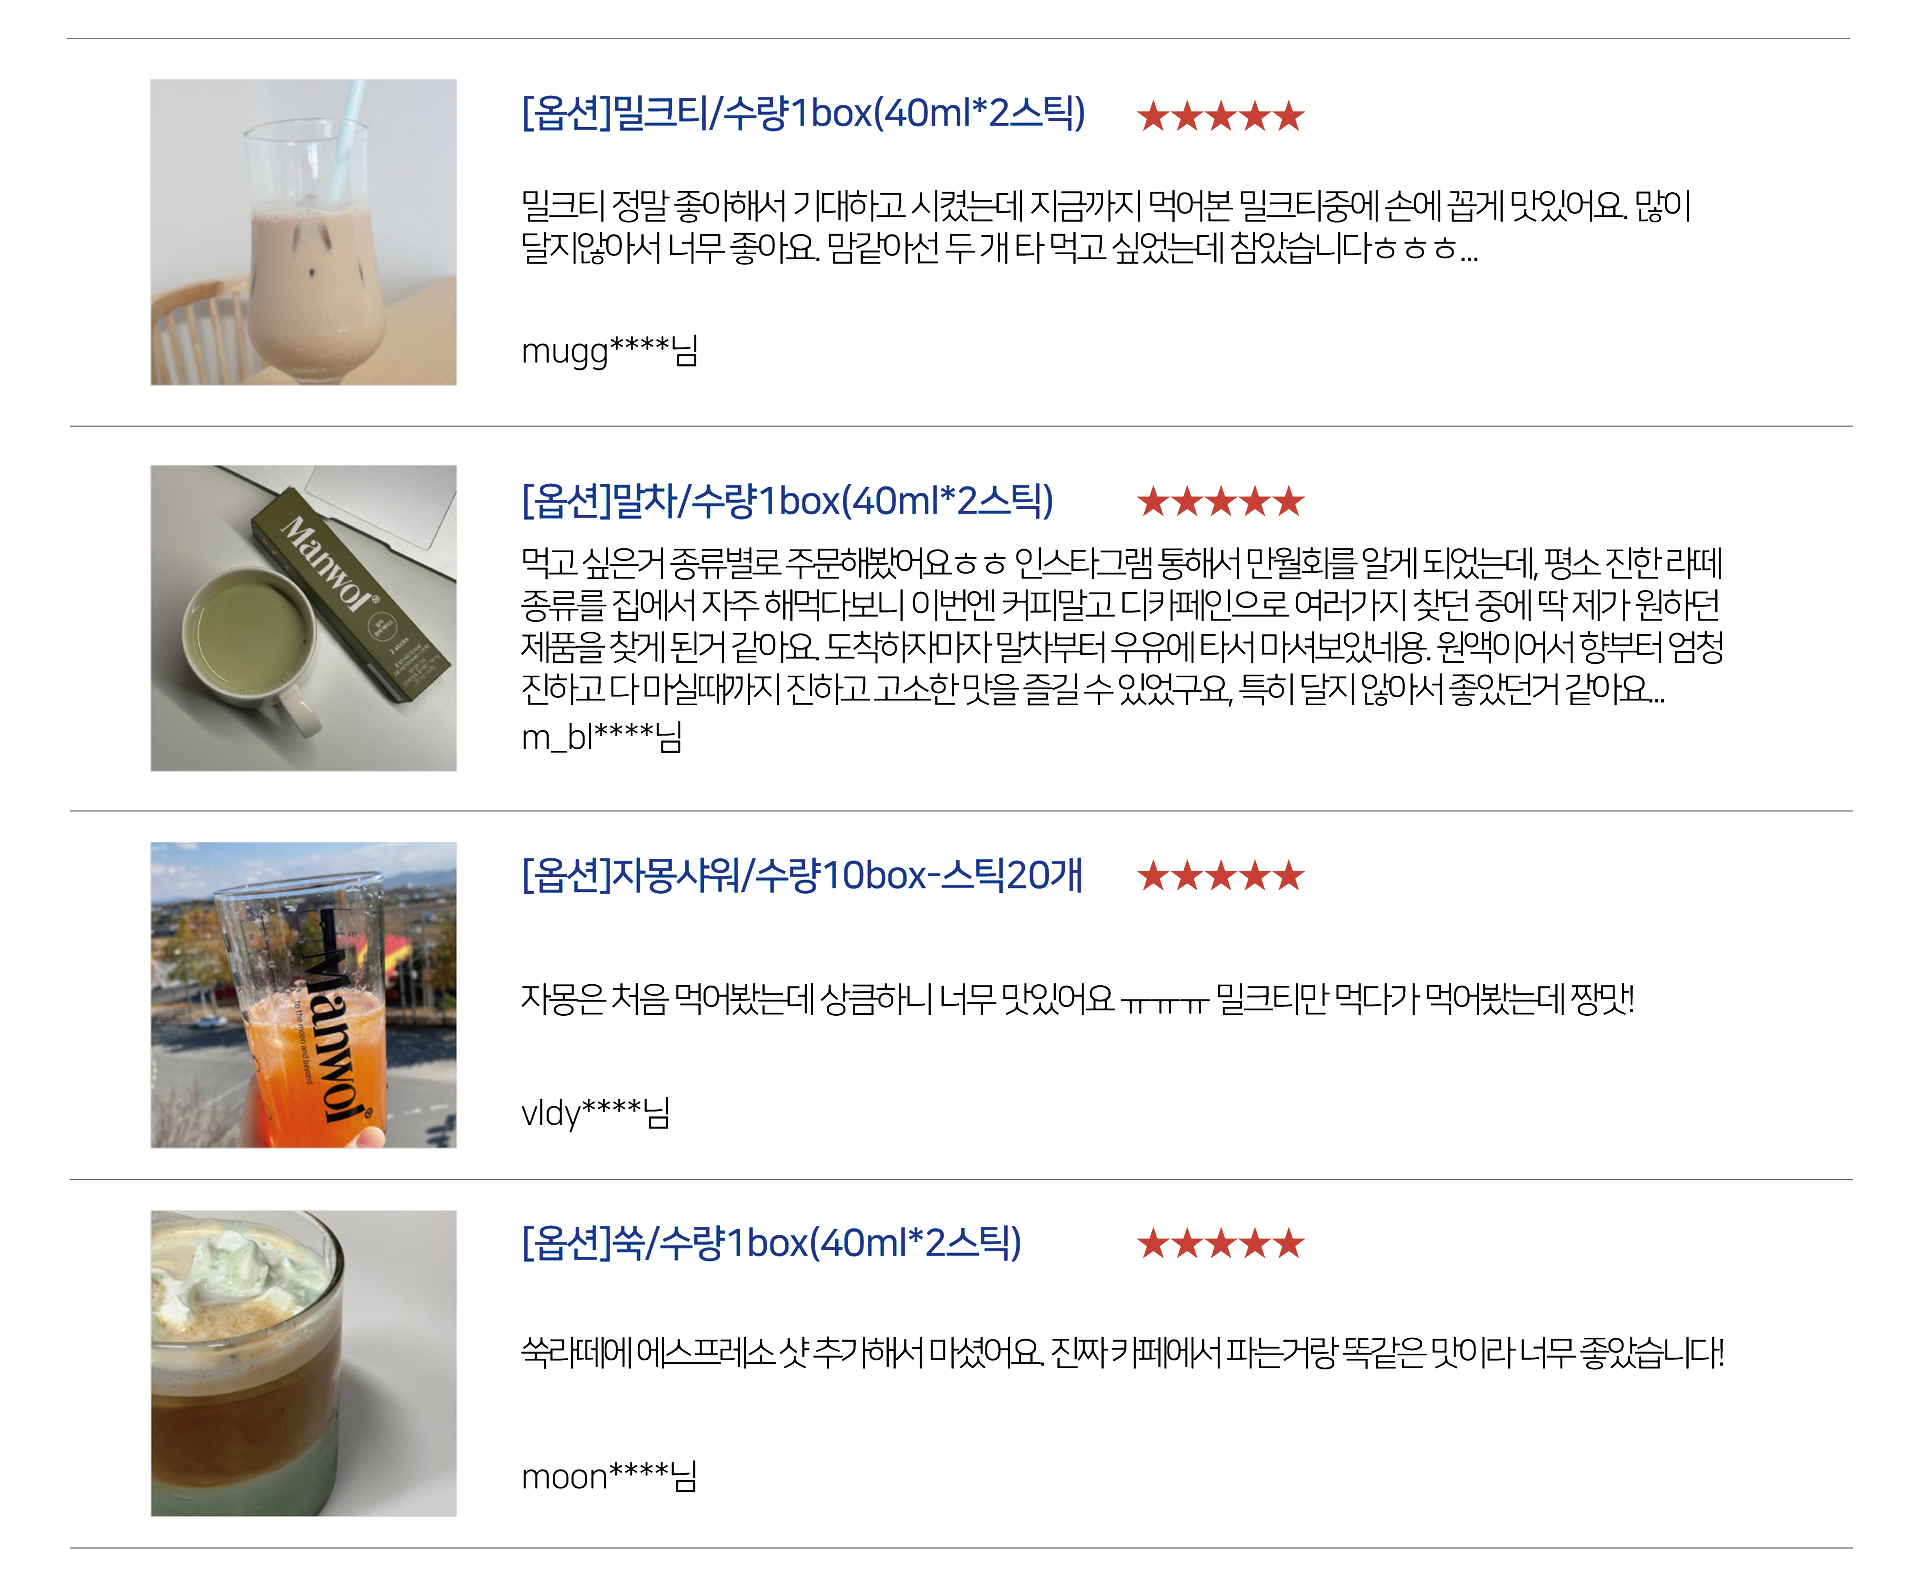 [옵션]밀크티/수량1box(40ml*2스틱) ★★★★★
밀크티 정말 좋아해서 기대하고 시켰는데 지금까지 먹어본 밀크티중에 손에 꼽게 맛있어요. 많이
달지않아서 너무 좋아요. 맘같아선 두 개 타 먹고 싶었는데 참았습니다ㅎㅎㅎ...
mugg****님
Manwol®
말차
2 sticks
[옵션]말차/수량1box(40ml*2스틱) ★★★★★
먹고 싶은거 종류별로 주문해봤어요ㅎㅎ 인스타그램 통해서 만월회를 알게 되었는데, 평소 진한 라떼
종류를 집에서 자주 해먹다보니 이번엔 커피말고 디카페인으로 여러가지 찾던 중에 딱 제가 원하던
제품을 찾게 된거 같아요. 도착하자마자 말차부터 우유에 타서 마셔보았네용. 원액이어서 향부터 엄청
진하고 다 마실때까지 진하고 고소한 맛을 즐길 수 있었구요, 특히 달지 않아서 좋았던거 같아요...
m_bl****님
Manwol®
to the moon and beyond
[옵션]자몽샤워/수량10box-스틱20개 ★★★★★
자몽은 처음 먹어봤는데 상큼하니 너무 맛있어요 ㅠㅠㅠ 밀크티만 먹다가 먹어봤는데 짱맛!
vldy****님
[옵션]쑥/수량1box(40ml*2스틱) ★★★★★
쑥라떼에 에스프레소 샷 추가해서 마셨어요. 진짜 카페에서 파는거랑 똑같은 맛이라 너무 좋았습니다!
moon****님